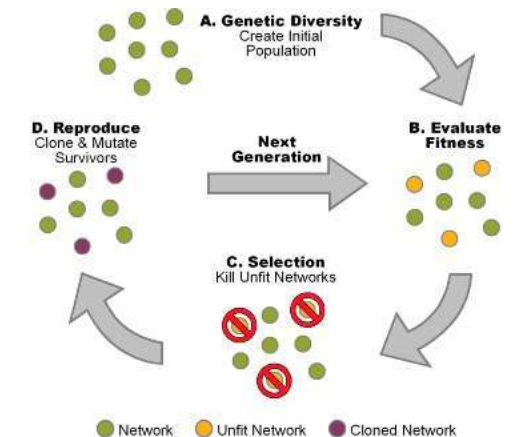 A. Genetic Diversity
Create Initial
Population
D. Reproduce
Clone & Mutate
Survivors
Next
Generation
B. Evaluate
Fitness
C. Selection
Kill Unfit Networks
Network
Unfit Network
Cloned Network